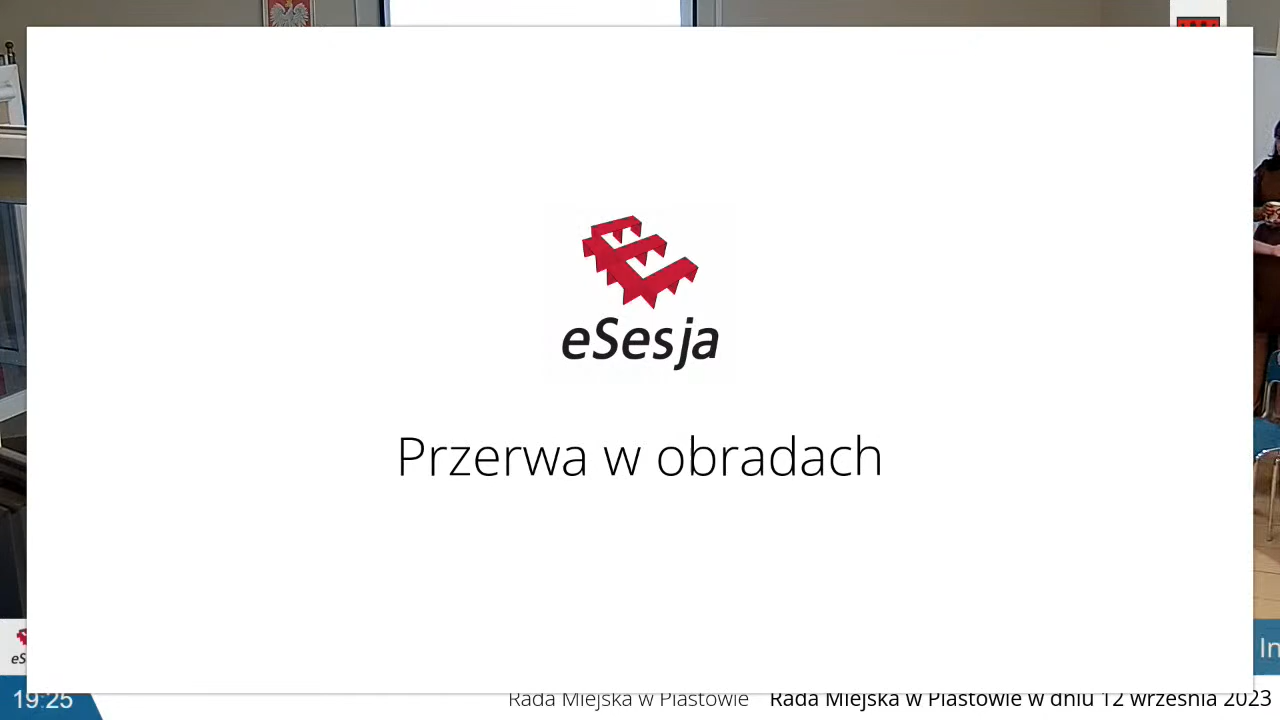 eSesja
Przerwa w obradach
19:25
Rada Miejska w Piastowie Rada Miejska w Piastowie w dniu 12 września 2023